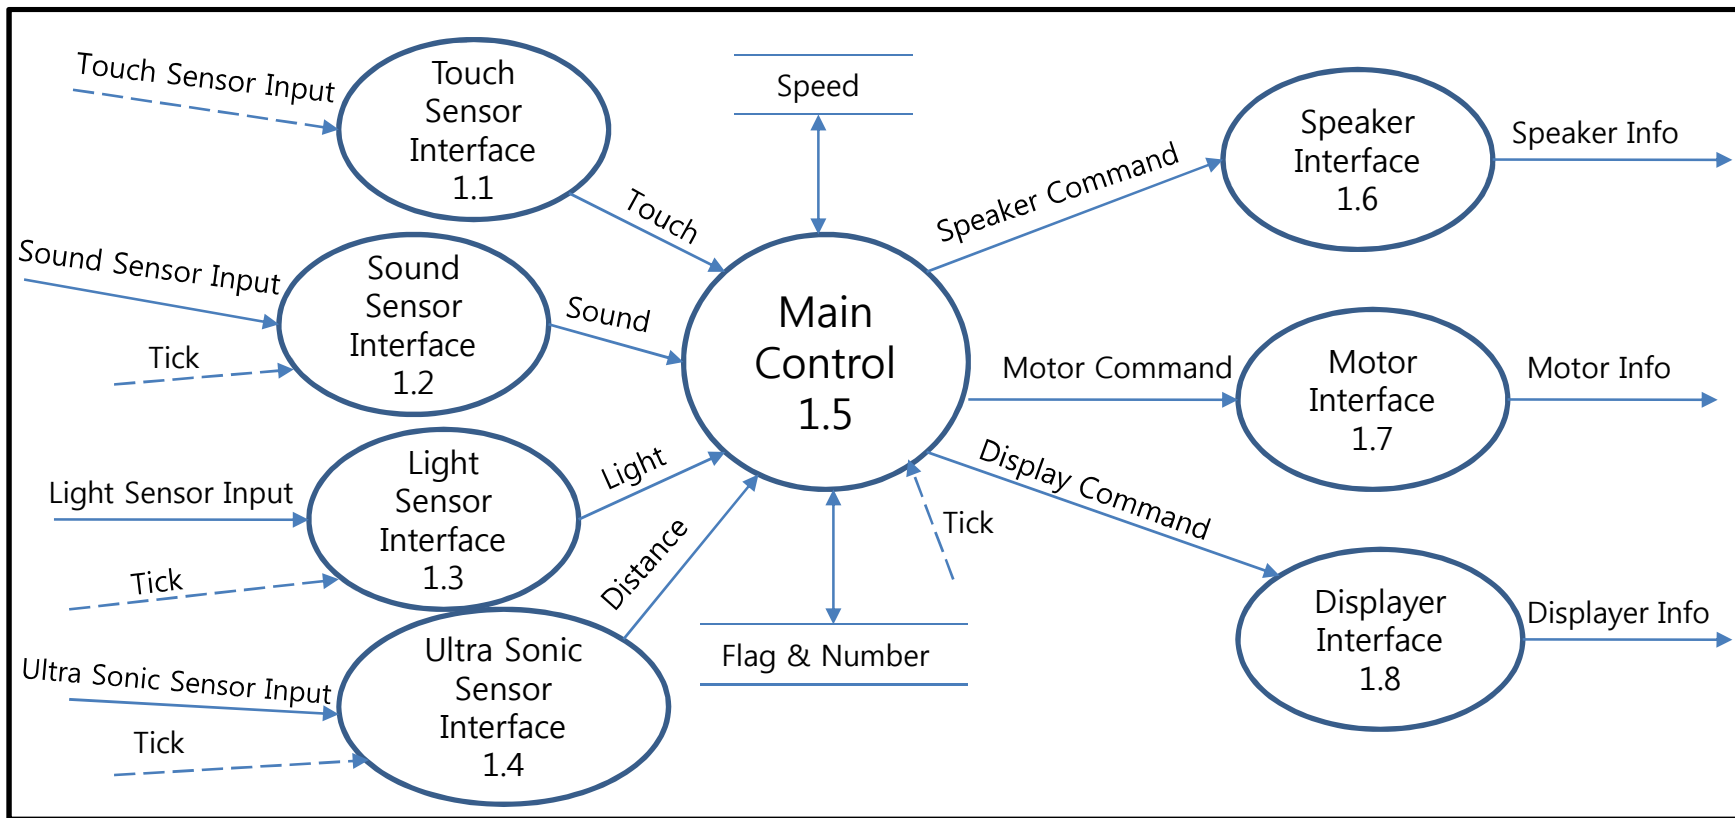 Touch Sensor Input
Touch
Sensor
Interface
1.1
Touch
Sound Sensor Input
Tick
Sound
Sensor
Interface
1.2
Sound
Light Sensor Input
Tick
Light
Sensor
Interface
1.3
Light
Ultra Sonic Sensor Input
Tick
Ultra Sonic
Sensor
Interface
1.4
Distance
Speed
Main
Control
1.5
Tick
Flag & Number
Speaker Command
Speaker
Interface
1.6
Speaker Info
Motor Command
Motor
Interface
1.7
Motor Info
Display Command
Displayer
Interface
1.8
Displayer Info